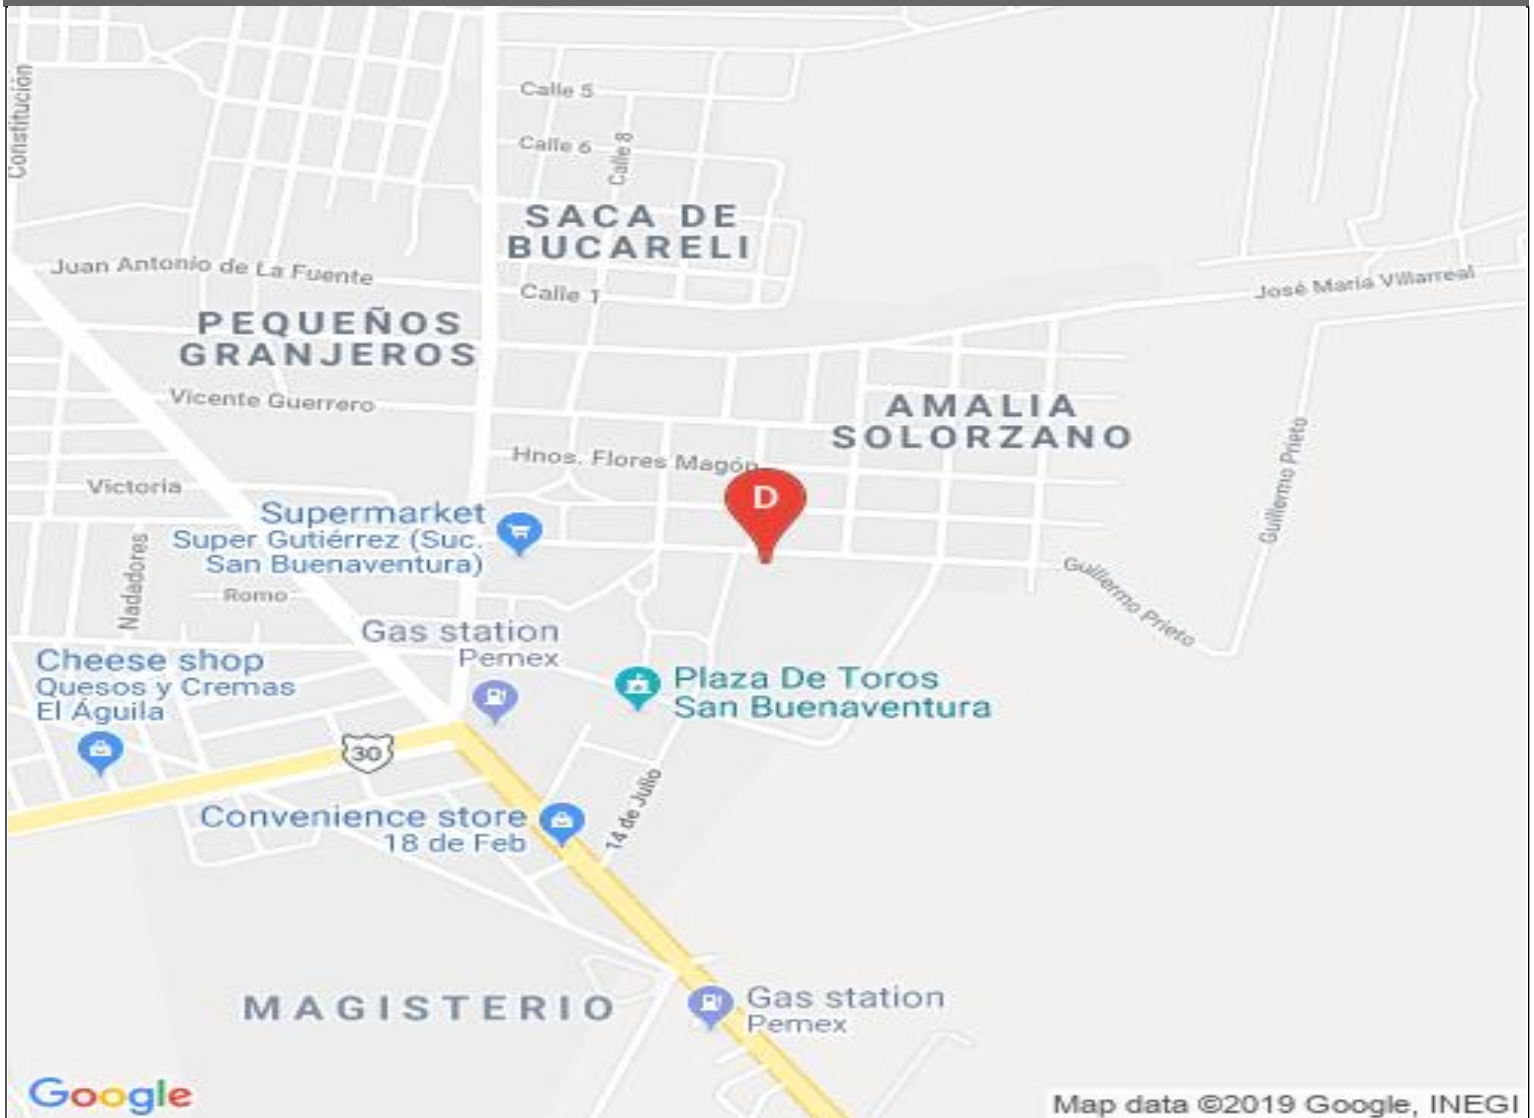 Constitución
Calle 5
Calle 6
Calle 8
SACA DE
BUCARELI
Juan Antonio de La Fuente
Calle 1
José María Villarreal
PEQUEÑOS
GRANJEROS
Vicente Guerrero
AMALIA
SOLORZANO
Hnos. Flores Magón
Guillermo Prieto
Victoria
D
Supermarket
Super Gutiérrez (Suc.
San Buenaventura)
Nadadores
Romo
Guillermo Prieto
Gas station
Pemex
Cheese shop
Quesos y Cremas
El Águila
Plaza De Toros
San Buenaventura
30
14 de Julio
Convenience store
18 de Feb
MAGISTERIO
Gas station
Pemex
Google
Map data ©2019 Google, INEGI